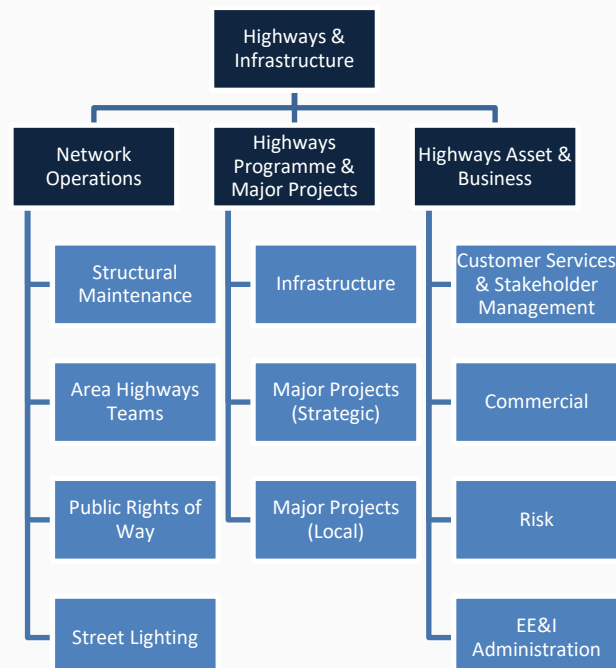 Highways &
Infrastructure
Network
Operations
Highways
Programme &
Major Projects
Highways Asset &
Business
Structural
Maintenance
Area Highways
Teams
Public Rights of
Way
Street Lighting
Infrastructure
Major Projects
(Strategic)
Major Projects
(Local)
Customer Services
& Stakeholder
Management
Commercial
Risk
EE&I
Administration